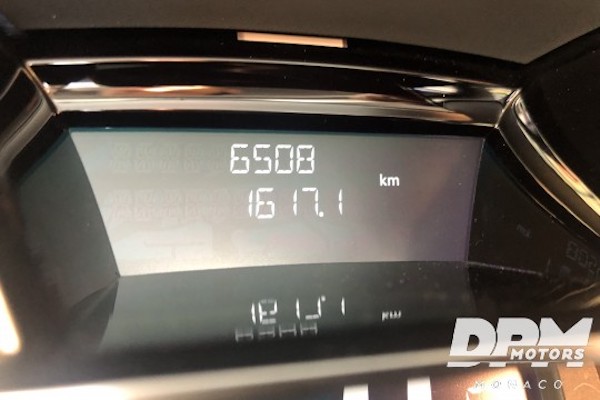 6508
km
1617.1
DPM
MOTORS
MONACO